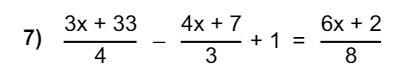 7) (3x + 33)/4 − (4x + 7)/3 + 1 = (6x + 2)/8